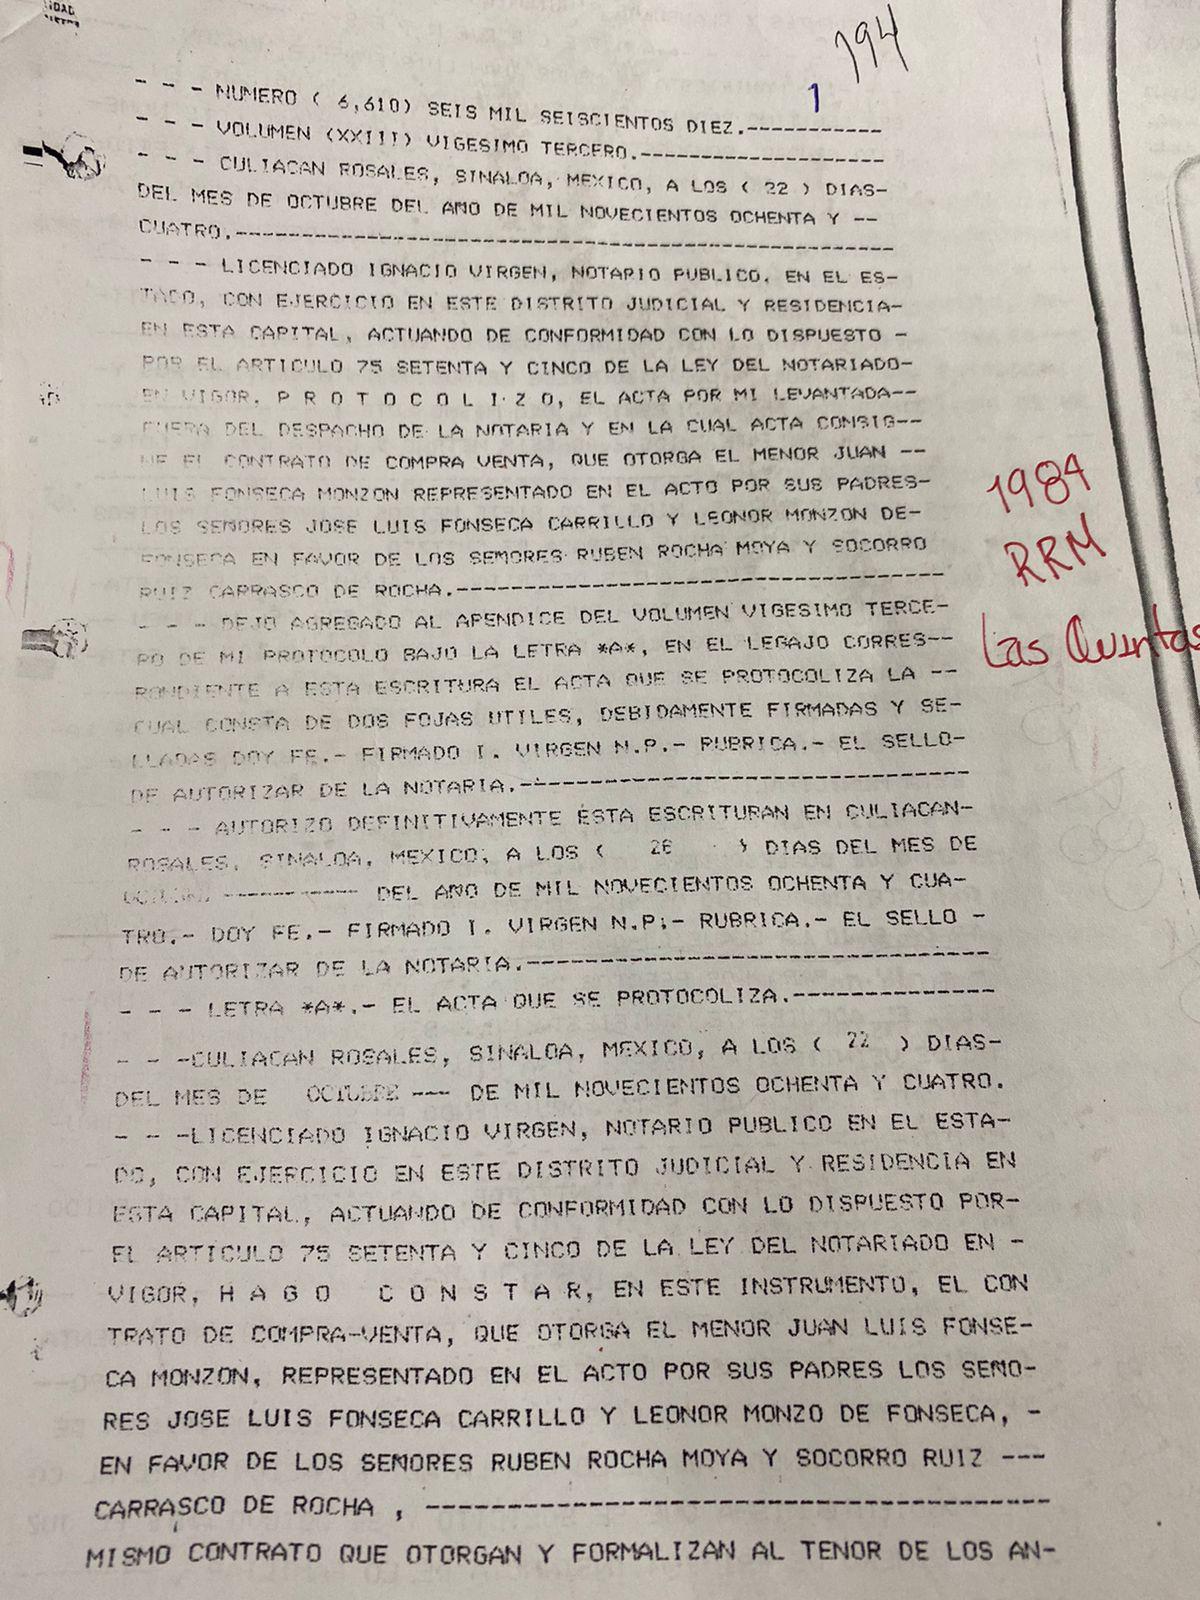 194
1
- - - NUMERO ( 6,610) SEIS MIL SEISCIENTOS DIEZ.-----------
- - - VOLUMEN (XXIII) VIGESIMO TERCERO.--------------------
- - - CULIACAN ROSALES, SINALOA, MEXICO, A LOS ( 22 ) DIAS-
DEL MES DE OCTUBRE DEL AMO DE MIL NOVECIENTOS OCHENTA Y --
CUATRO.---------------------------------------------------
- - - LICENCIADO IGNACIO VIRGEN, NOTARIO PUBLICO, EN EL ES-
TADO, CON EJERCICIO EN ESTE DISTRITO JUDICIAL Y RESIDENCIA-
EN ESTA CAPITAL, ACTUANDO DE CONFORMIDAD CON LO DISPUESTO -
POR EL ARTICULO 75 SETENTA Y CINCO DE LA LEY DEL NOTARIADO-
EN VIGOR, P R O T O C O L I Z O, EL ACTA POR MI LEVANTADA--
FUERA DEL DESPACHO DE LA NOTARIA Y EN LA CUAL ACTA CONSIG--
NE EL CONTRATO DE COMPRA VENTA, QUE OTORGA EL MENOR JUAN --
LUIS FONSECA MONZON REPRESENTADO EN EL ACTO POR SUS PADRES-
LOS SEMORES JOSE LUIS FONSECA CARRILLO Y LEONOR MONZON DE-
FONSECA EN FAVOR DE LOS SEMORES RUBEN ROCHA MOYA Y SOCORRO
RUIZ CARRASCO DE ROCHA.-----------------------------------
- - - DEJO AGREGADO AL APENDICE DEL VOLUMEN VIGESIMO TERCE-
RO DE MI PROTOCOLO BAJO LA LETRA *A*, EN EL LEGAJO CORRES--
PONDIENTE A ESTA ESCRITURA EL ACTA QUE SE PROTOCOLIZA LA --
CUAL CONSTA DE DOS FOJAS UTILES, DEBIDAMENTE FIRMADAS Y SE-
LLADAS DOY FE.- FIRMADO I. VIRGEN N.P.- RUBRICA.- EL SELLO-
DE AUTORIZAR DE LA NOTARIA.-------------------------------
- - - AUTORIZO DEFINITIVAMENTE ESTA ESCRITURAN EN CULIACAN-
ROSALES, SINALOA, MEXICO, A LOS ( 26 ) DIAS DEL MES DE
OCTUBRE ---------- DEL AMO DE MIL NOVECIENTOS OCHENTA Y CUA-
TRO.- DOY FE.- FIRMADO I. VIRGEN N.P.- RUBRICA.- EL SELLO -
DE AUTORIZAR DE LA NOTARIA.--------------------------------
- - - LETRA *A*.- EL ACTA QUE SE PROTOCOLIZA.--------------
- - -CULIACAN ROSALES, SINALOA, MEXICO, A LOS ( 22 ) DIAS-
DEL MES DE OCTUBRE --- DE MIL NOVECIENTOS OCHENTA Y CUATRO.
- - -LICENCIADO IGNACIO VIRGEN, NOTARIO PUBLICO EN EL ESTA-
DO, CON EJERCICIO EN ESTE DISTRITO JUDICIAL Y RESIDENCIA EN
ESTA CAPITAL, ACTUANDO DE CONFORMIDAD CON LO DISPUESTO POR-
EL ARTICULO 75 SETENTA Y CINCO DE LA LEY DEL NOTARIADO EN -
VIGOR, H A G O C O N S T A R, EN ESTE INSTRUMENTO, EL CON
TRATO DE COMPRA-VENTA, QUE OTORGA EL MENOR JUAN LUIS FONSE-
CA MONZON, REPRESENTADO EN EL ACTO POR SUS PADRES LOS SEMO-
RES JOSE LUIS FONSECA CARRILLO Y LEONOR MONZO DE FONSECA, -
EN FAVOR DE LOS SEMORES RUBEN ROCHA MOYA Y SOCORRO RUIZ ---
CARRASCO DE ROCHA , ---------------------------------------
MISMO CONTRATO QUE OTORGAN Y FORMALIZAN AL TENOR DE LOS AN-
1984
RRM
Las Quintas